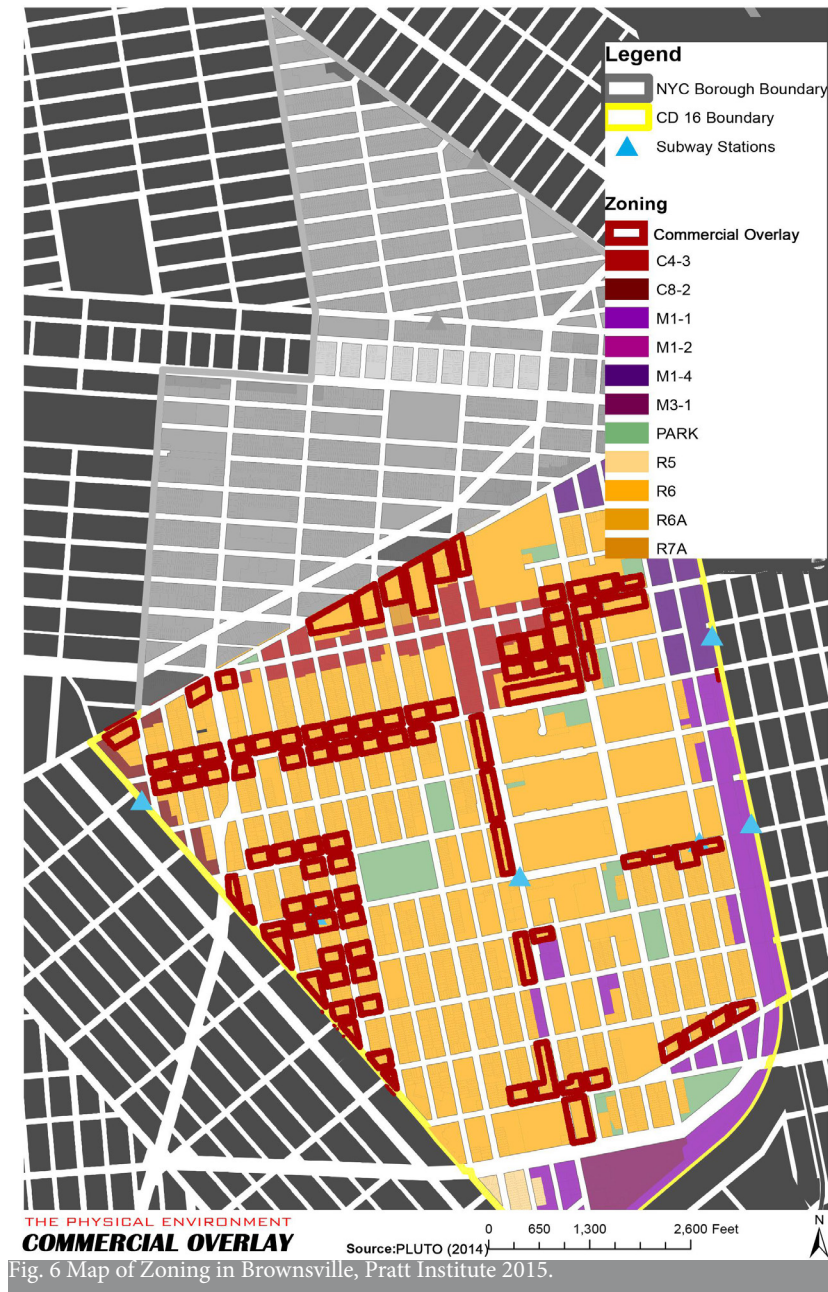 Legend
NYC Borough Boundary
CD 16 Boundary
Subway Stations
Zoning
Commercial Overlay
C4-3
C8-2
M1-1
M1-2
M1-4
M3-1
PARK
R5
R6
R6A
R7A
THE PHYSICAL ENVIRONMENT
COMMERCIAL OVERLAY
Source:PLUTO (2014)
0 650 1,300 2,600 Feet
N
Fig. 6 Map of Zoning in Brownsville, Pratt Institute 2015.